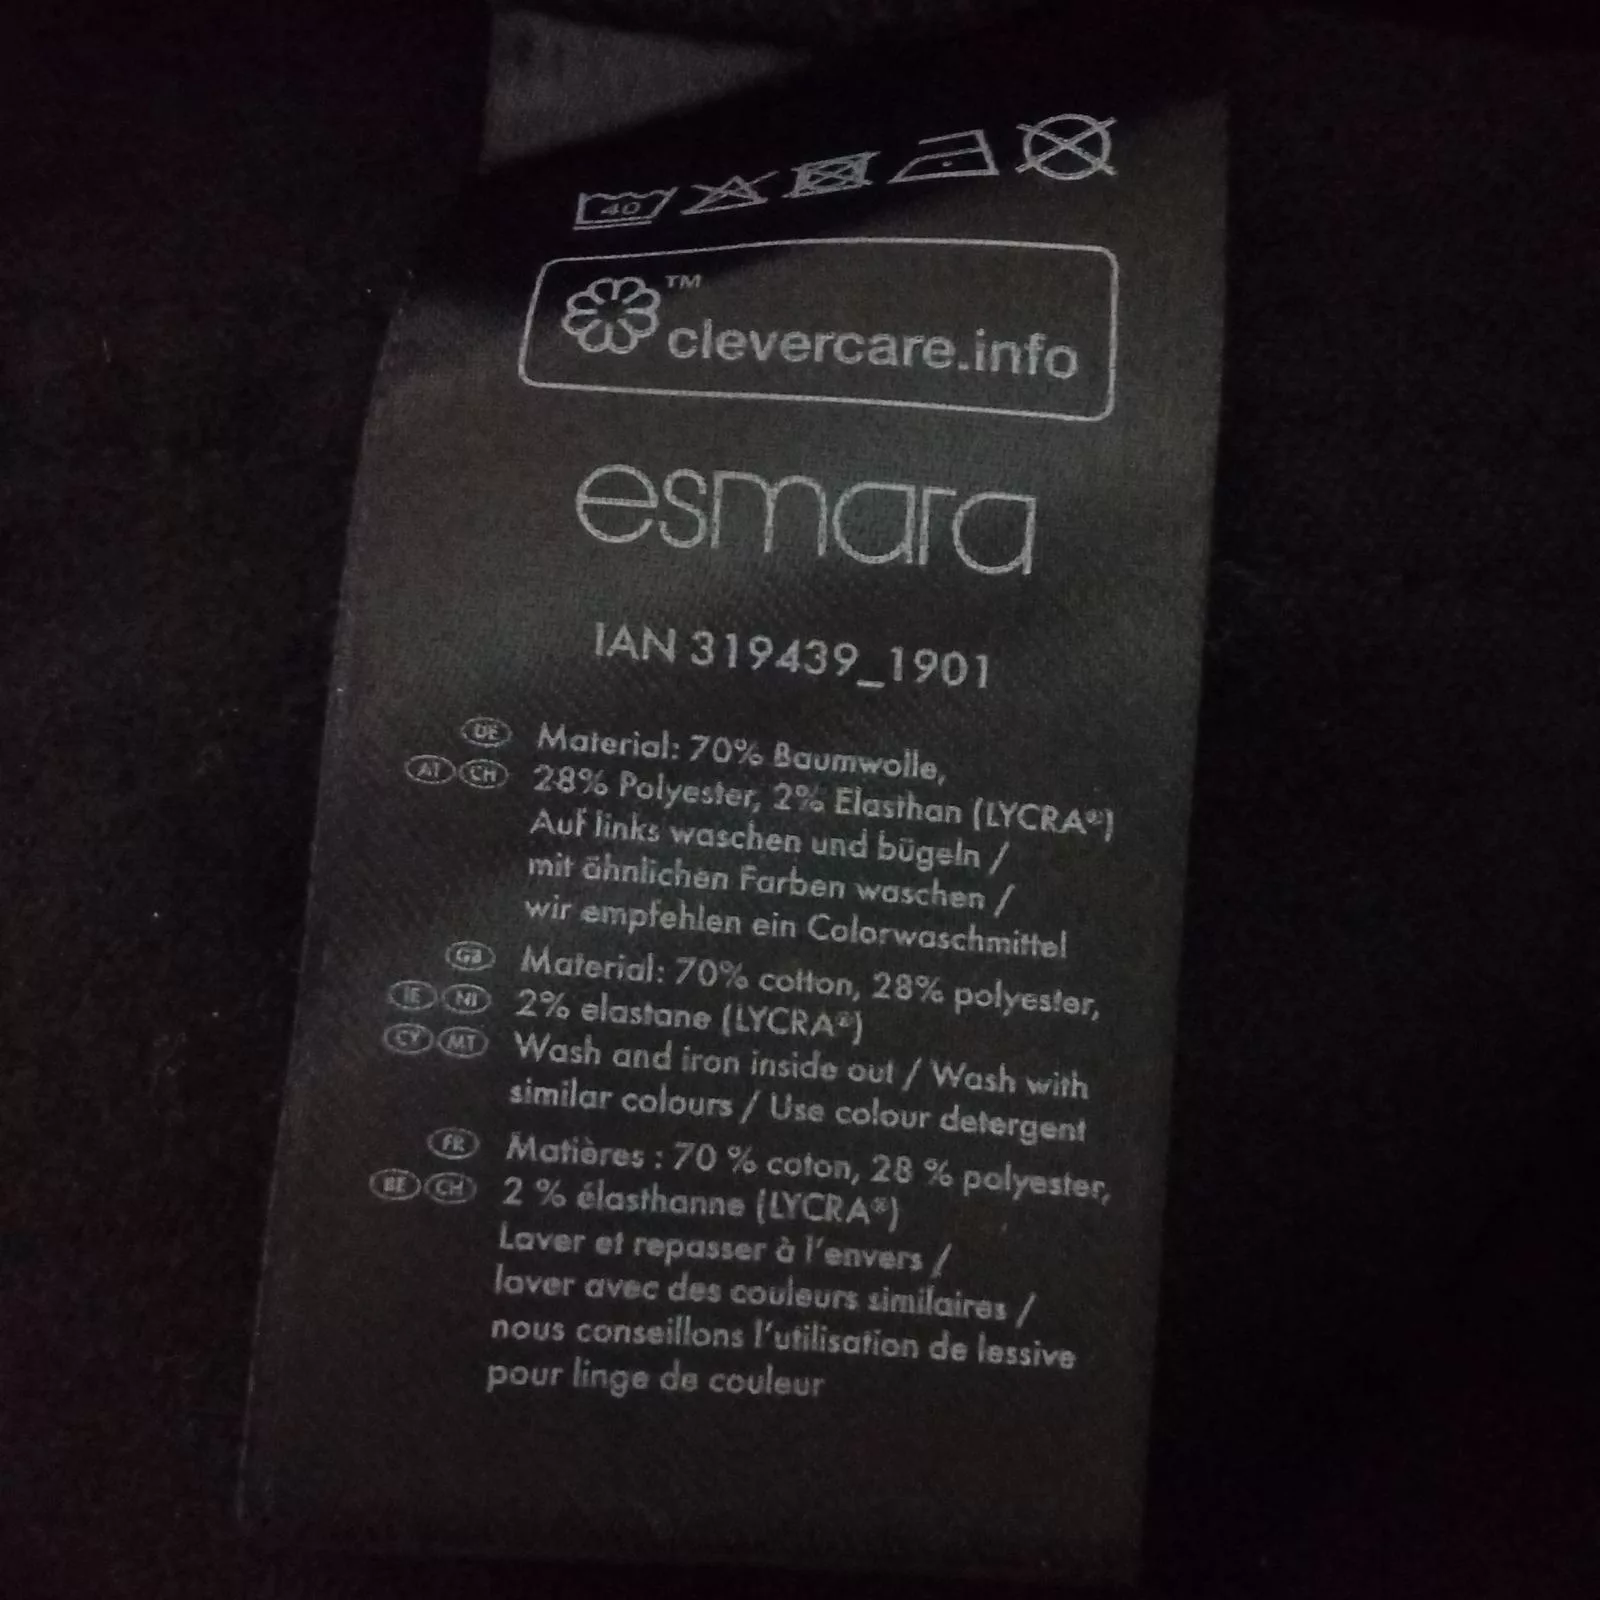 40
™
clevercare.info
esmara
IAN 319439_1901
DE Material: 70% Baumwolle,
AT CH 28% Polyester, 2% Elasthan (LYCRA®)
Auf links waschen und bügeln /
mit ähnlichen Farben waschen /
wir empfehlen ein Colorwaschmittel
GB Material: 70% cotton, 28% polyester,
IE NI 2% elastane (LYCRA®)
CY MT Wash and iron inside out / Wash with
similar colours / Use colour detergent
FR Matières : 70 % coton, 28 % polyester,
BE CH 2 % élasthanne (LYCRA®)
Laver et repasser à l'envers /
laver avec des couleurs similaires /
nous conseillons l'utilisation de lessive
pour linge de couleur